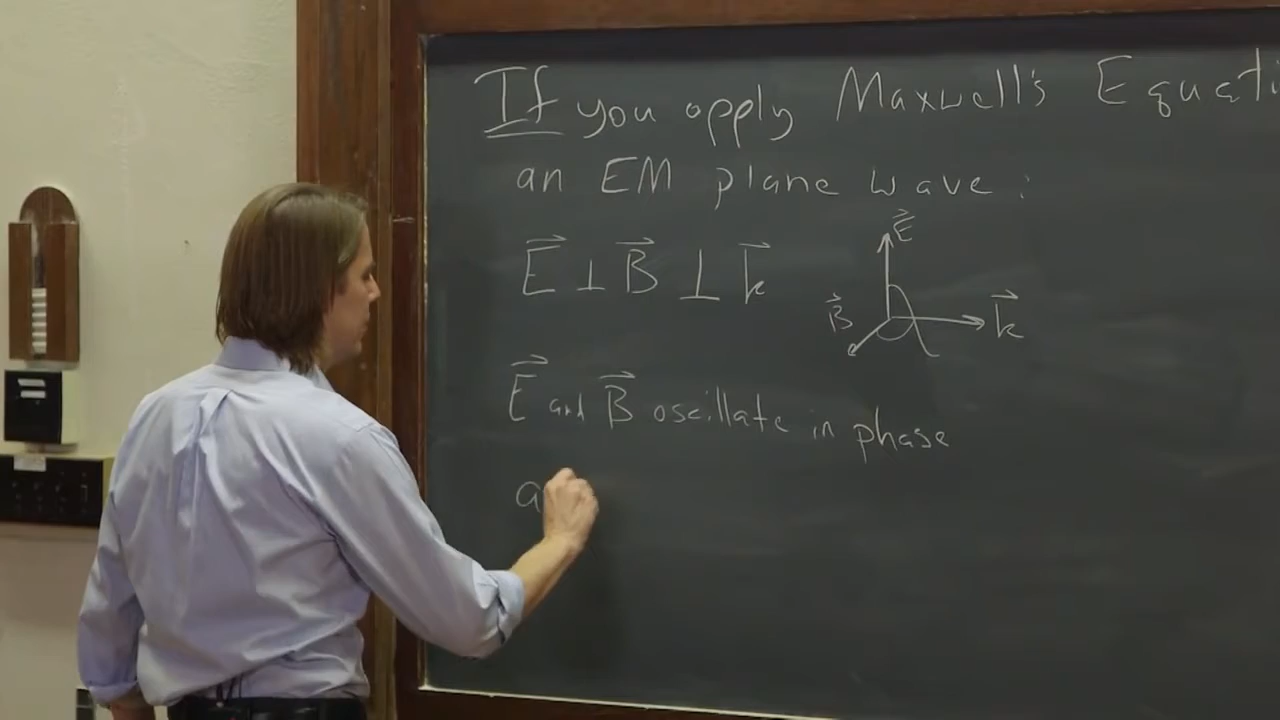 If you apply Maxwell's Equati
an EM plane wave:
E⃗ ⊥ B⃗ ⊥ k⃗
E⃗
B⃗
k⃗
E⃗ and B⃗ oscillate in phase
a